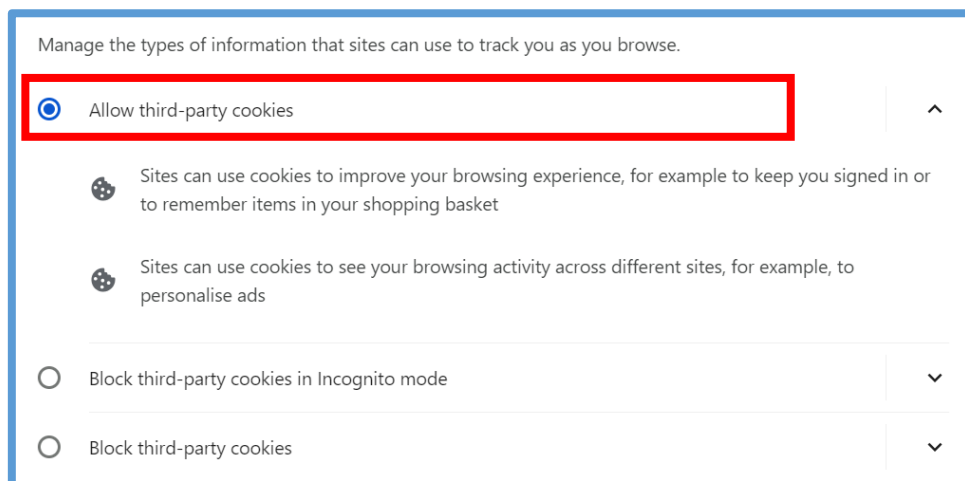 Manage the types of information that sites can use to track you as you browse.
Allow third-party cookies
Sites can use cookies to improve your browsing experience, for example to keep you signed in or
to remember items in your shopping basket
Sites can use cookies to see your browsing activity across different sites, for example, to
personalise ads
Block third-party cookies in Incognito mode
Block third-party cookies